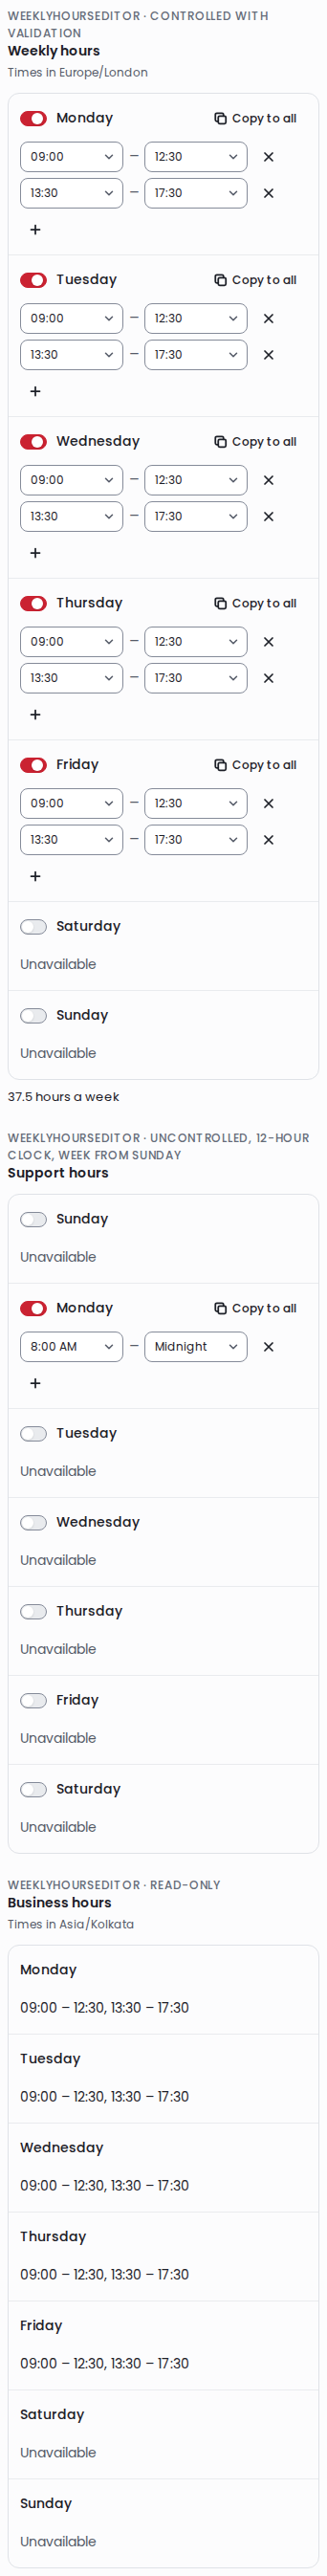 WEEKLYHOURSEDITOR · CONTROLLED WITH
VALIDATION
Weekly hours
Times in Europe/London
Monday Copy to all
09:00 – 12:30
13:30 – 17:30
Tuesday Copy to all
09:00 – 12:30
13:30 – 17:30
Wednesday Copy to all
09:00 – 12:30
13:30 – 17:30
Thursday Copy to all
09:00 – 12:30
13:30 – 17:30
Friday Copy to all
09:00 – 12:30
13:30 – 17:30
Saturday
Unavailable
Sunday
Unavailable
37.5 hours a week
WEEKLYHOURSEDITOR · UNCONTROLLED, 12-HOUR
CLOCK, WEEK FROM SUNDAY
Support hours
Sunday
Unavailable
Monday Copy to all
8:00 AM – Midnight
Tuesday
Unavailable
Wednesday
Unavailable
Thursday
Unavailable
Friday
Unavailable
Saturday
Unavailable
WEEKLYHOURSEDITOR · READ-ONLY
Business hours
Times in Asia/Kolkata
Monday
09:00 – 12:30, 13:30 – 17:30
Tuesday
09:00 – 12:30, 13:30 – 17:30
Wednesday
09:00 – 12:30, 13:30 – 17:30
Thursday
09:00 – 12:30, 13:30 – 17:30
Friday
09:00 – 12:30, 13:30 – 17:30
Saturday
Unavailable
Sunday
Unavailable